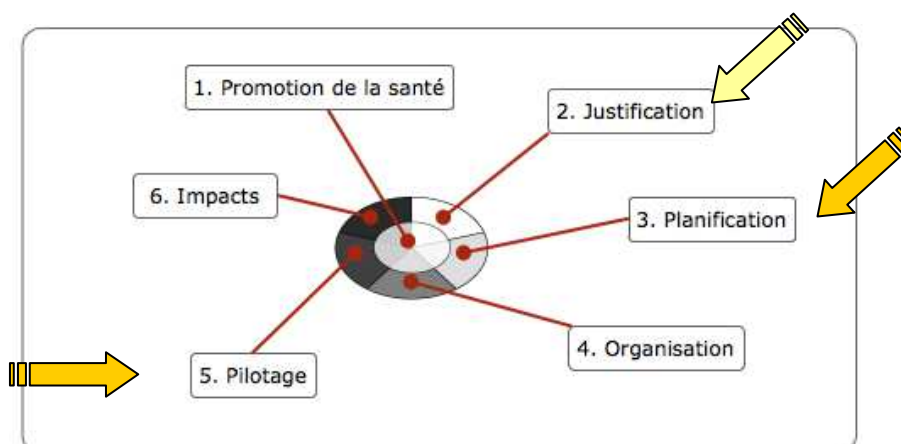 1. Promotion de la santé
2. Justification
3. Planification
4. Organisation
5. Pilotage
6. Impacts